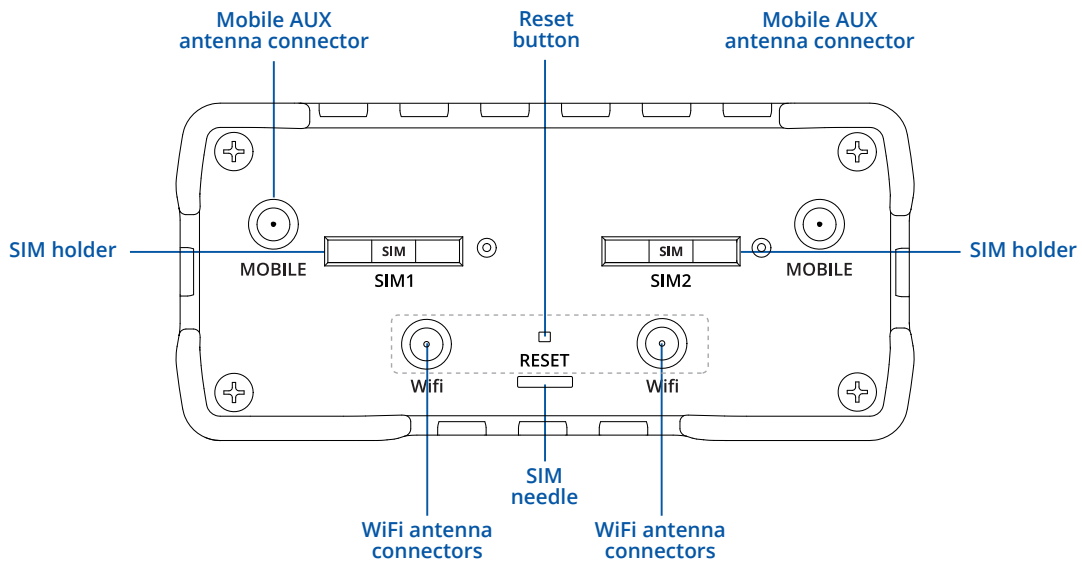 Mobile AUX
antenna connector
Reset
button
Mobile AUX
antenna connector
SIM holder
SIM
SIM
SIM holder
MOBILE
SIM1
SIM2
MOBILE
RESET
Wifi
Wifi
SIM
needle
WiFi antenna
connectors
WiFi antenna
connectors